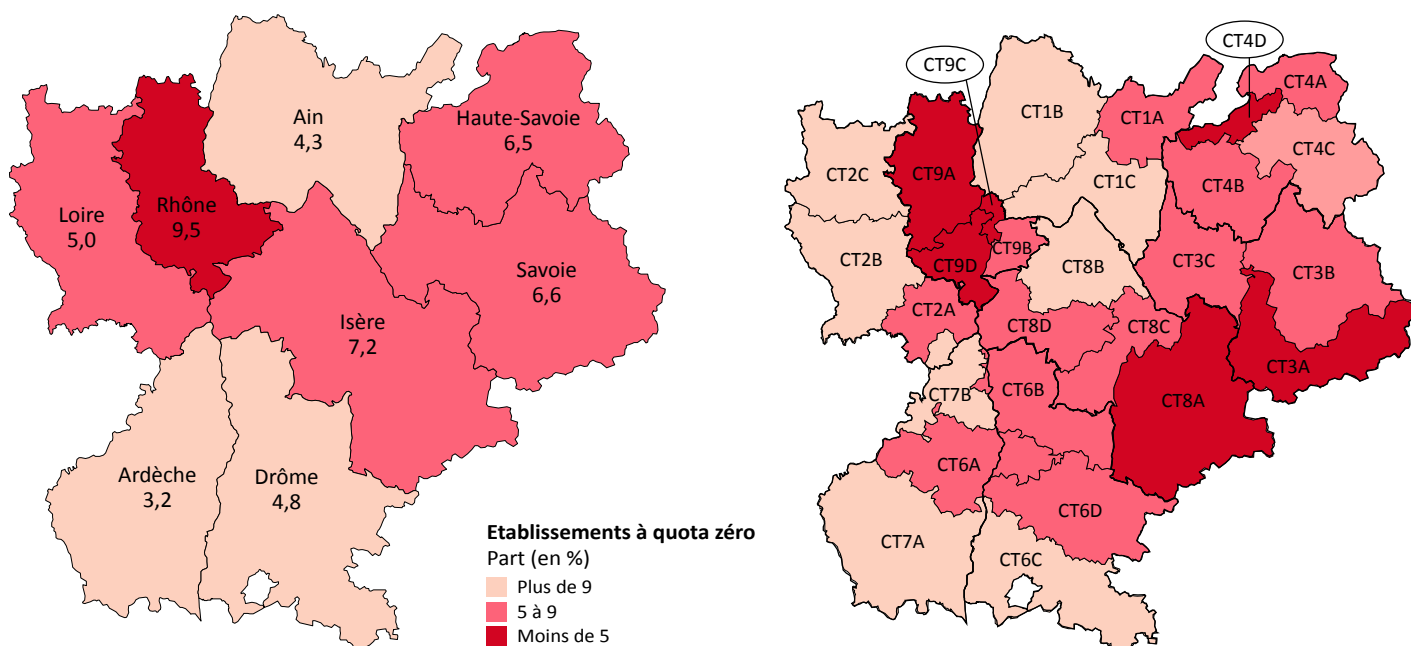 Ain
4,3
Haute-Savoie
6,5
Loire
5,0
Rhône
9,5
Savoie
6,6
Isère
7,2
Ardèche
3,2
Drôme
4,8
Etablissements à quota zéro
Part (en %)
Plus de 9
5 à 9
Moins de 5
CT4D
CT9C
CT4A
CT1B
CT1A
CT4C
CT2C
CT9A
CT1C
CT4B
CT2B
CT9D
CT9B
CT8B
CT3C
CT3B
CT2A
CT8D
CT8C
CT3A
CT7B
CT6B
CT8A
CT6A
CT6D
CT7A
CT6C